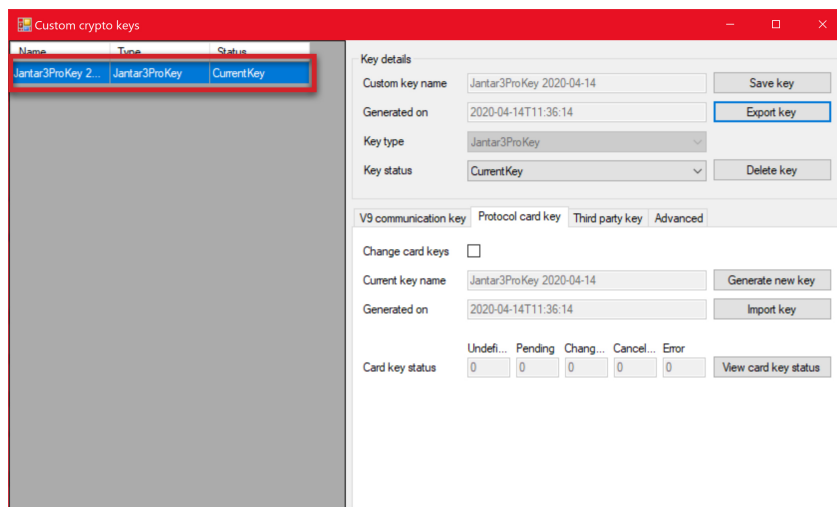 Custom crypto keys
Name Type Status
Jantar3ProKey 2... Jantar3ProKey CurrentKey
Key details
Custom key name Jantar3ProKey 2020-04-14 Save key
Generated on 2020-04-14T11:36:14 Export key
Key type Jantar3ProKey
Key status CurrentKey Delete key
V9 communication key Protocol card key Third party key Advanced
Change card keys
Current key name Jantar3ProKey 2020-04-14 Generate new key
Generated on 2020-04-14T11:36:14 Import key
Undefi... Pending Chang... Cancel... Error
Card key status 0 0 0 0 0 View card key status